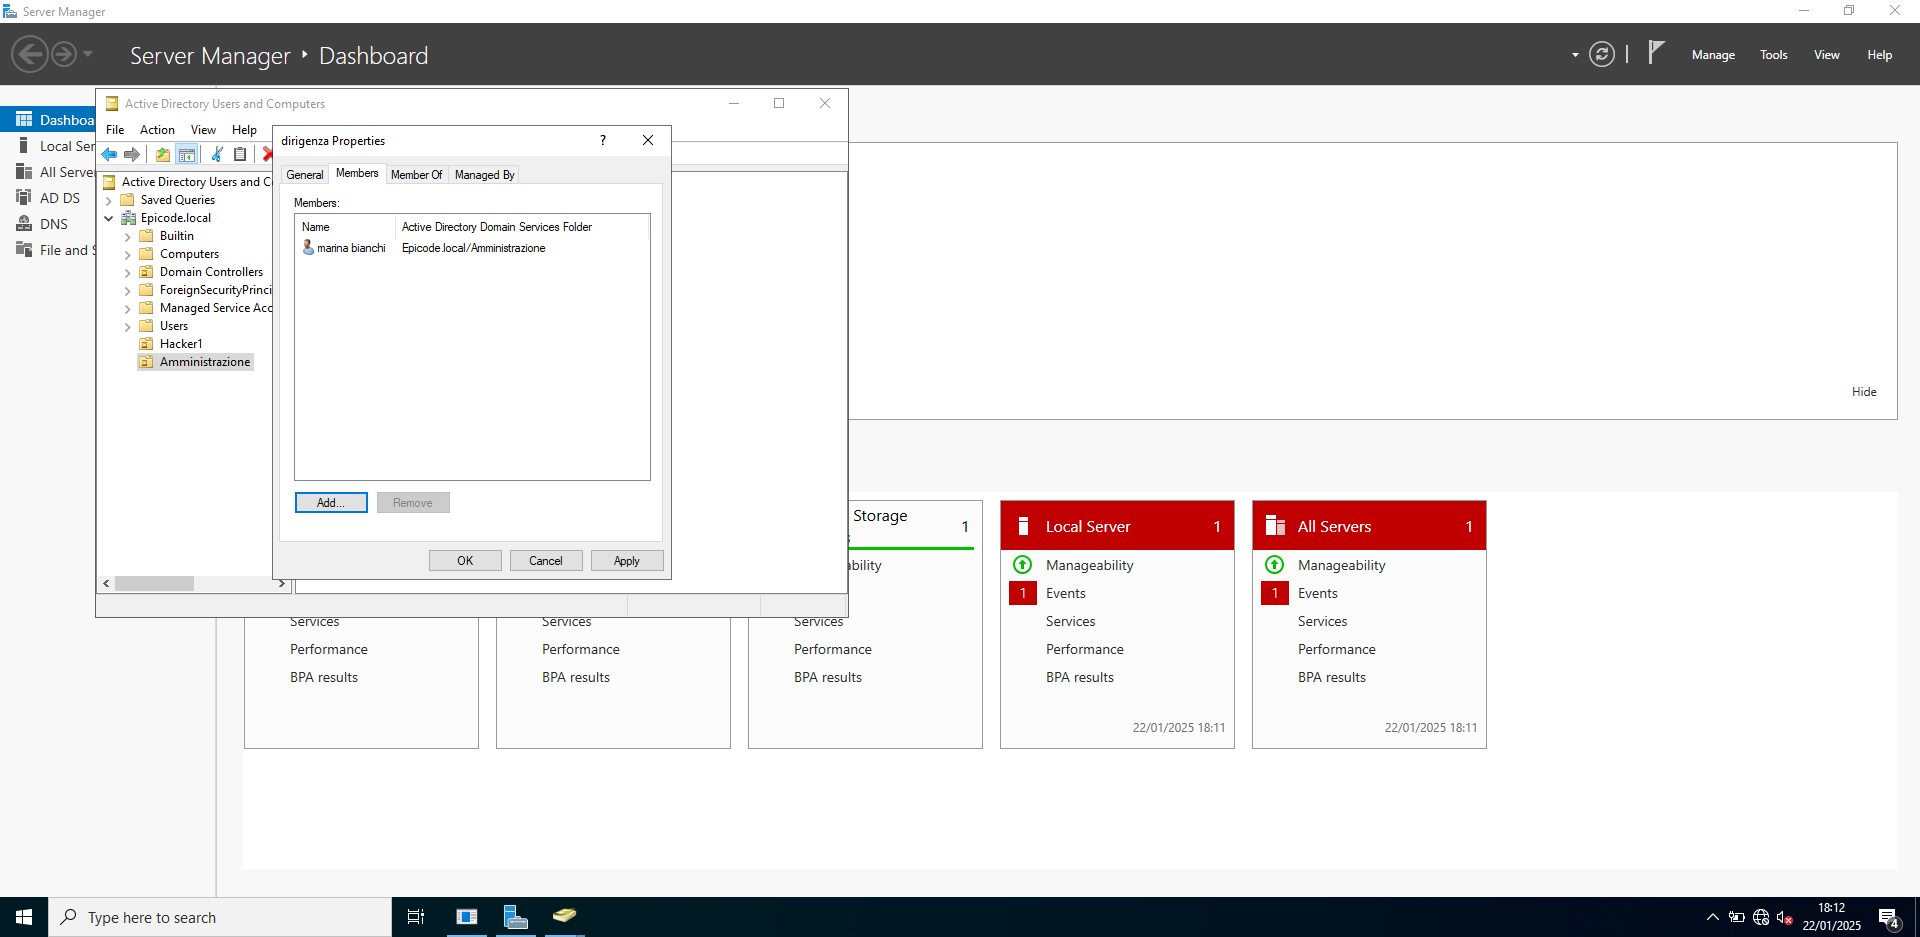 Server Manager
Server Manager ‣ Dashboard
Manage
Tools
View
Help
Dashboa
Local Ser
All Server
AD DS
DNS
File and S
Active Directory Users and Computers
File
Action
View
Help
Active Directory Users and C
Saved Queries
Epicode.local
Builtin
Computers
Domain Controllers
ForeignSecurityPrinci
Managed Service Acc
Users
Hacker1
Amministrazione
dirigenza Properties
?
General
Members
Member Of
Managed By
Members:
Name
Active Directory Domain Services Folder
marina bianchi
Epicode.local/Amministrazione
Add...
Remove
OK
Cancel
Apply
Hide
Services
Performance
BPA results
Services
Performance
BPA results
Storage
1
bility
Services
Performance
BPA results
Local Server
1
Manageability
1
Events
Services
Performance
BPA results
22/01/2025 18:11
All Servers
1
Manageability
1
Events
Services
Performance
BPA results
22/01/2025 18:11
Type here to search
18:12
22/01/2025
4